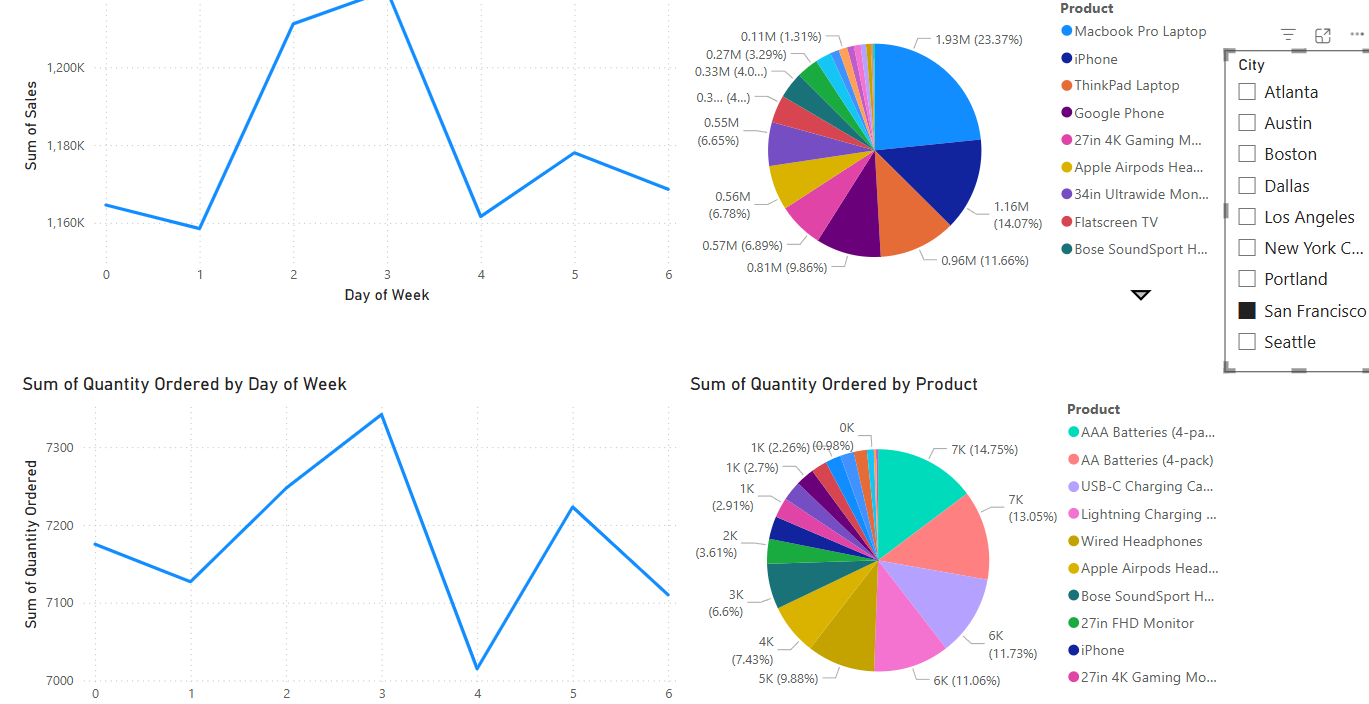 1,200K
1,180K
1,160K
Sum of Sales
0 1 2 3 4 5 6
Day of Week
0.11M (1.31%)
0.27M (3.29%)
0.33M (4.0...)
0.3... (4...)
0.55M
(6.65%)
0.56M
(6.78%)
0.57M (6.89%)
0.81M (9.86%)
1.93M (23.37%)
1.16M
(14.07%)
0.96M (11.66%)
Product
Macbook Pro Laptop
iPhone
ThinkPad Laptop
Google Phone
27in 4K Gaming M...
Apple Airpods Hea...
34in Ultrawide Mon...
Flatscreen TV
Bose SoundSport H...
City
Atlanta
Austin
Boston
Dallas
Los Angeles
New York C...
Portland
San Francisco
Seattle
Sum of Quantity Ordered by Day of Week
7300
7200
7100
7000
Sum of Quantity Ordered
0 1 2 3 4 5 6
Sum of Quantity Ordered by Product
0K
(0.98%)
1K (2.26%)
1K (2.7%)
1K
(2.91%)
2K
(3.61%)
3K
(6.6%)
4K
(7.43%)
5K (9.88%)
7K (14.75%)
7K
(13.05%)
6K
(11.73%)
6K (11.06%)
Product
AAA Batteries (4-pa...
AA Batteries (4-pack)
USB-C Charging Ca...
Lightning Charging ...
Wired Headphones
Apple Airpods Head...
Bose SoundSport H...
27in FHD Monitor
iPhone
27in 4K Gaming Mo...